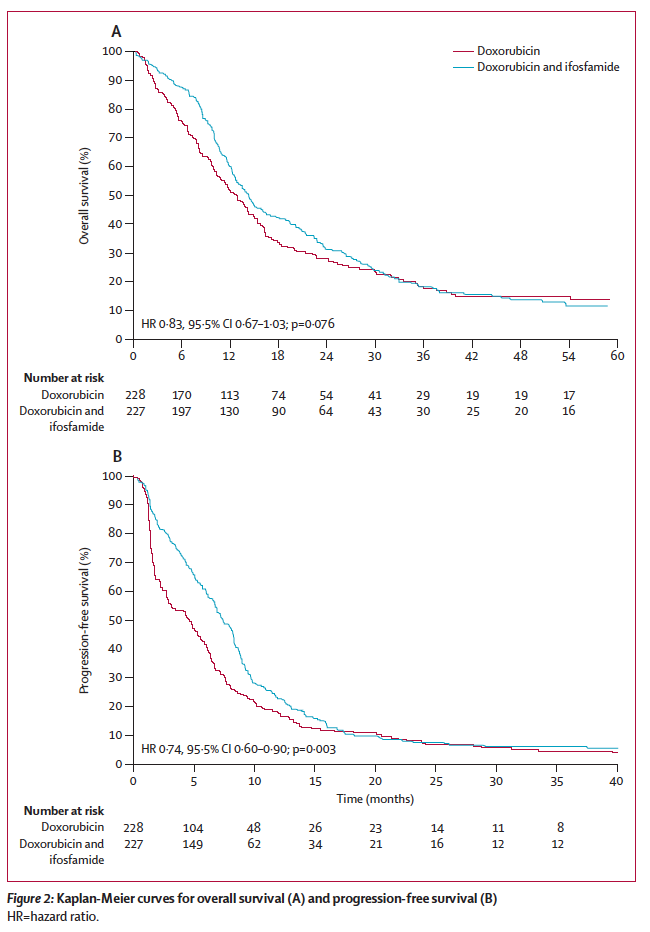 A
100
90
80
70
60
50
40
30
20
10
0
Overall survival (%)
Doxorubicin
Doxorubicin and ifosfamide
HR 0·83, 95·5% CI 0·67–1·03; p=0·076
0 6 12 18 24 30 36 42 48 54 60
Number at risk
Doxorubicin 228 170 113 74 54 41 29 19 19 17
Doxorubicin and 227 197 130 90 64 43 30 25 20 16
ifosfamide
B
100
90
80
70
60
50
40
30
20
10
0
Progression-free survival (%)
HR 0·74, 95·5% CI 0·60–0·90; p=0·003
0 5 10 15 20 25 30 35 40
Time (months)
Number at risk
Doxorubicin 228 104 48 26 23 14 11 8
Doxorubicin and 227 149 62 34 21 16 12 12
ifosfamide
Figure 2: Kaplan-Meier curves for overall survival (A) and progression-free survival (B)
HR=hazard ratio.